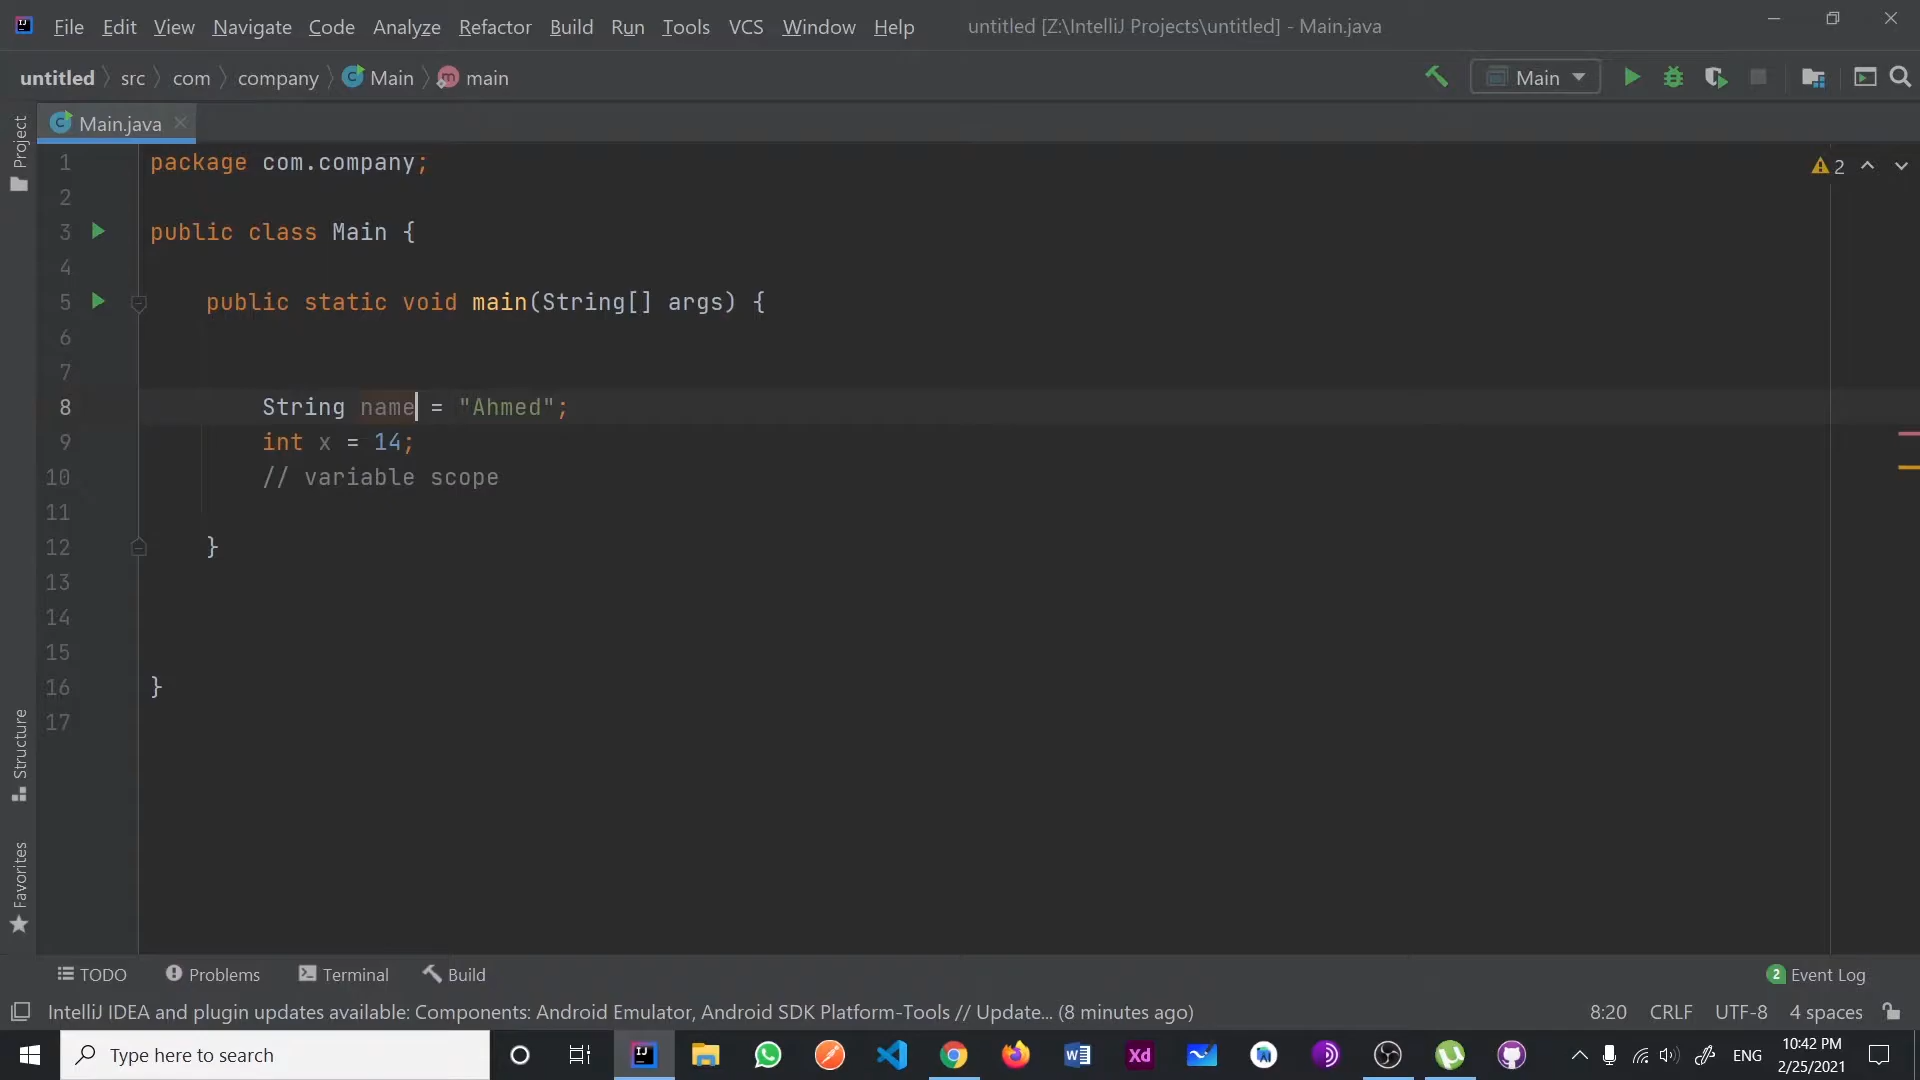 File Edit View Navigate Code Analyze Refactor Build Run Tools VCS Window Help untitled [Z:\IntelliJ Projects\untitled] - Main.java
untitled src com company Main main Main
Main.java
Project
1 package com.company;
2
3 public class Main {
4
5 public static void main(String[] args) {
6
7
8 String name = "Ahmed";
9 int x = 14;
10 // variable scope
11
12 }
13
14
15
16 }
17
2
Structure
Favorites
TODO Problems Terminal Build 2 Event Log
IntelliJ IDEA and plugin updates available: Components: Android Emulator, Android SDK Platform-Tools // Update... (8 minutes ago) 8:20 CRLF UTF-8 4 spaces
Type here to search ENG 10:42 PM
2/25/2021